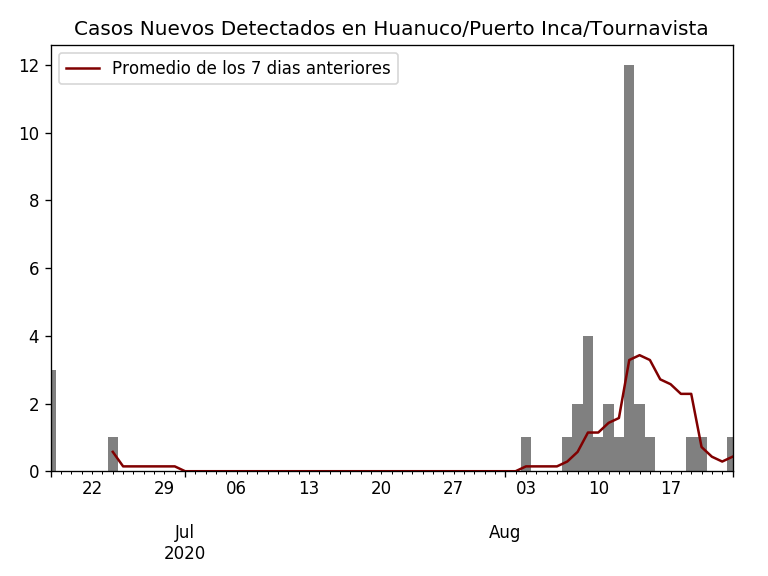 Casos Nuevos Detectados en Huanuco/Puerto Inca/Tournavista
Promedio de los 7 dias anteriores
12
10
8
6
4
2
0
22 29 06 13 20 27 03 10 17
Jul Aug
2020